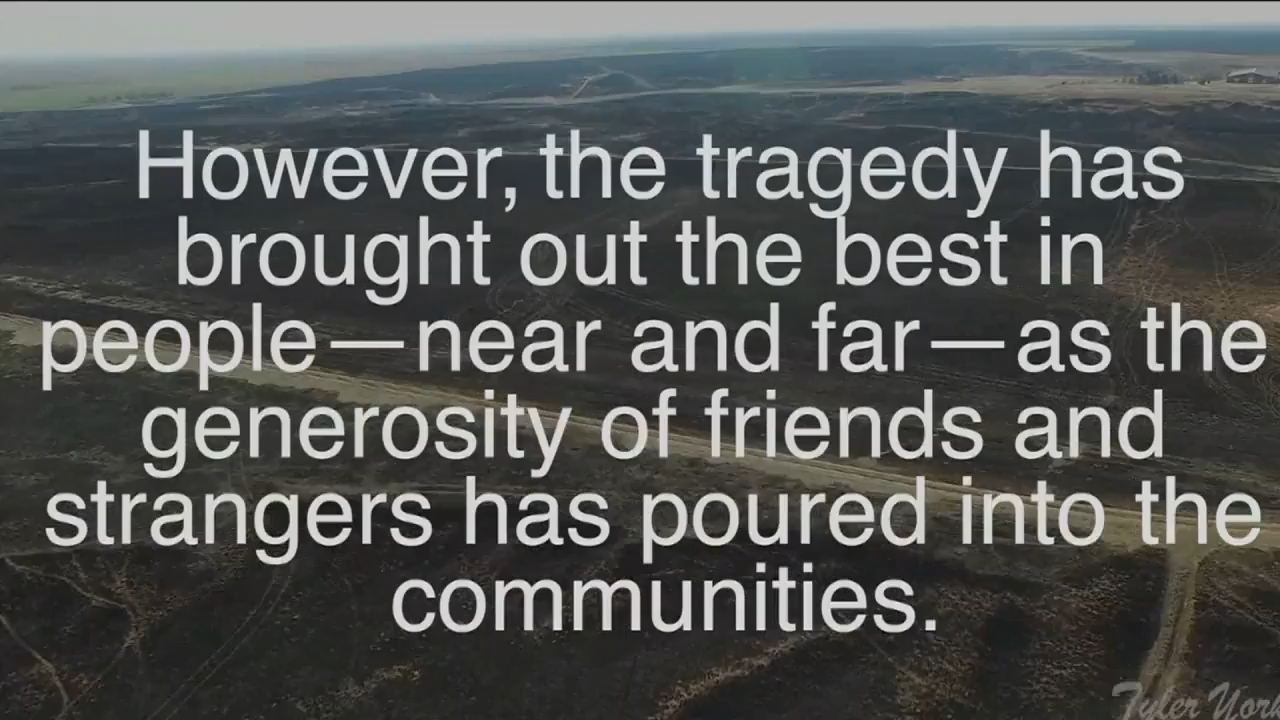 However, the tragedy has
brought out the best in
people—near and far—as the
generosity of friends and
strangers has poured into the
communities.
Tyler